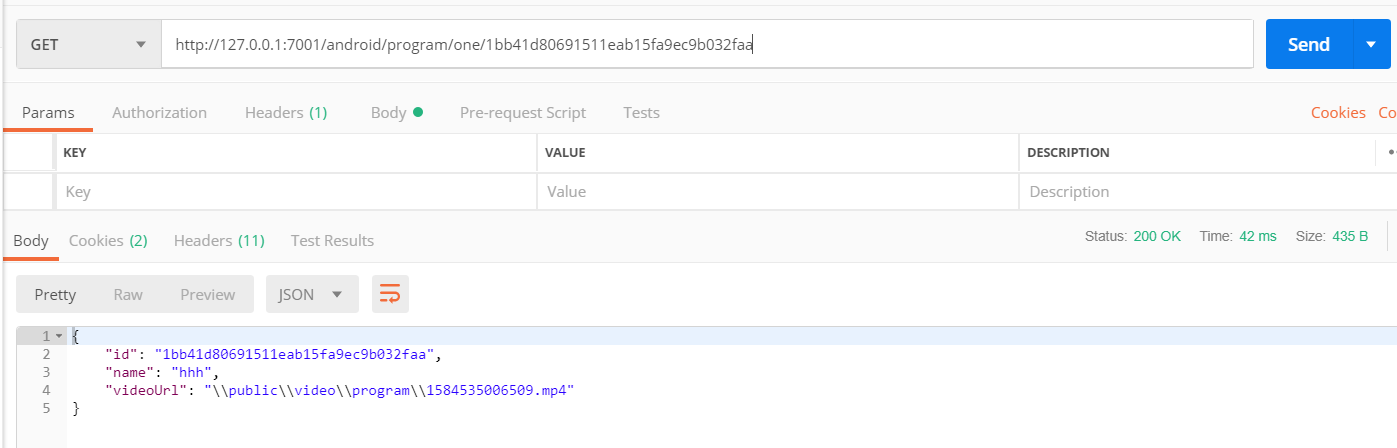 GET http://127.0.0.1:7001/android/program/one/1bb41d80691511eab15fa9ec9b032faa Send
Params Authorization Headers (1) Body Pre-request Script Tests Cookies Co
KEY VALUE DESCRIPTION
Key Value Description
Body Cookies (2) Headers (11) Test Results Status: 200 OK Time: 42 ms Size: 435 B
Pretty Raw Preview JSON
1 {
2 "id": "1bb41d80691511eab15fa9ec9b032faa",
3 "name": "hhh",
4 "videoUrl": "\\public\\video\\program\\1584535006509.mp4"
5 }